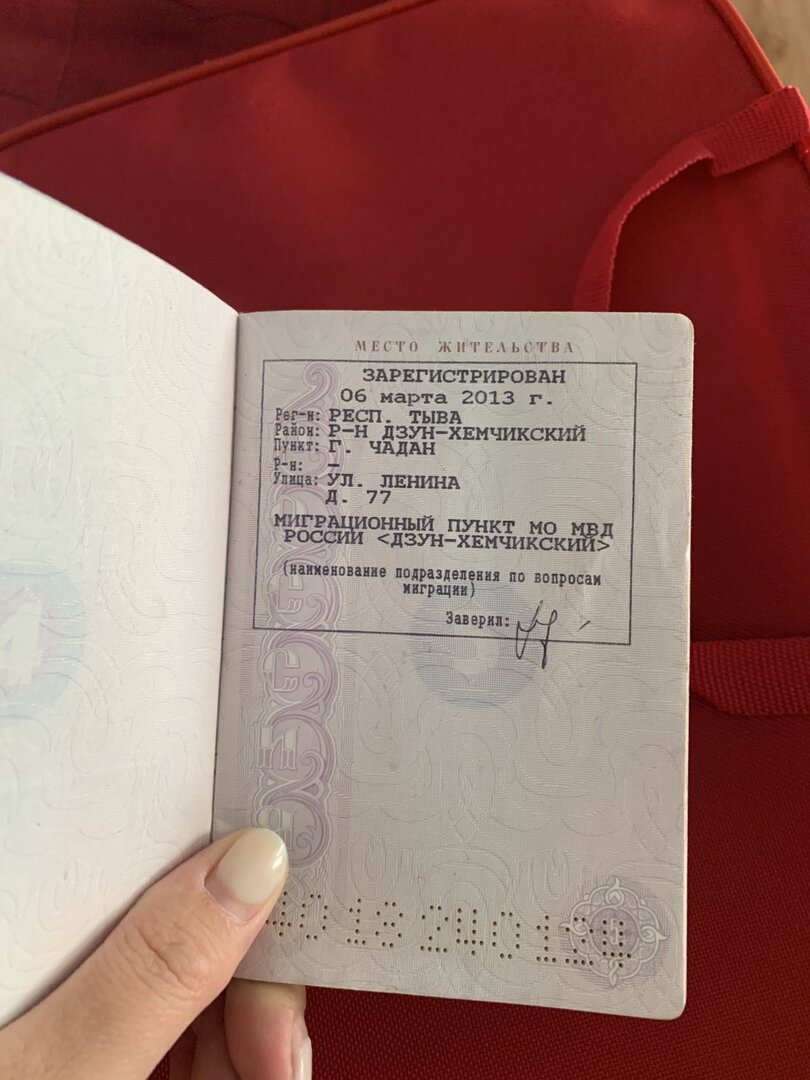 МЕСТО ЖИТЕЛЬСТВА
ЗАРЕГИСТРИРОВАН
06 марта 2013 г.
Рег-н: РЕСП. ТЫВА
Район: Р-Н ДЗУН-ХЕМЧИКСКИЙ
Пункт: Г. ЧАДАН
Р-н: –
Улица: УЛ. ЛЕНИНА
Д. 77
МИГРАЦИОННЫЙ ПУНКТ МО МВД
РОССИИ <ДЗУН-ХЕМЧИКСКИЙ>
(наименование подразделения по вопросам
миграции)
Заверил: